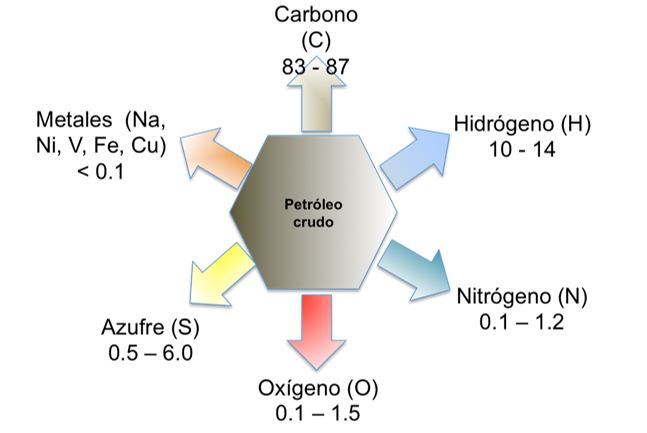 Carbono
(C)
83 - 87
Metales (Na,
Ni, V, Fe, Cu)
< 0.1
Hidrógeno (H)
10 - 14
Petróleo
crudo
Nitrógeno (N)
0.1 – 1.2
Azufre (S)
0.5 – 6.0
Oxígeno (O)
0.1 – 1.5